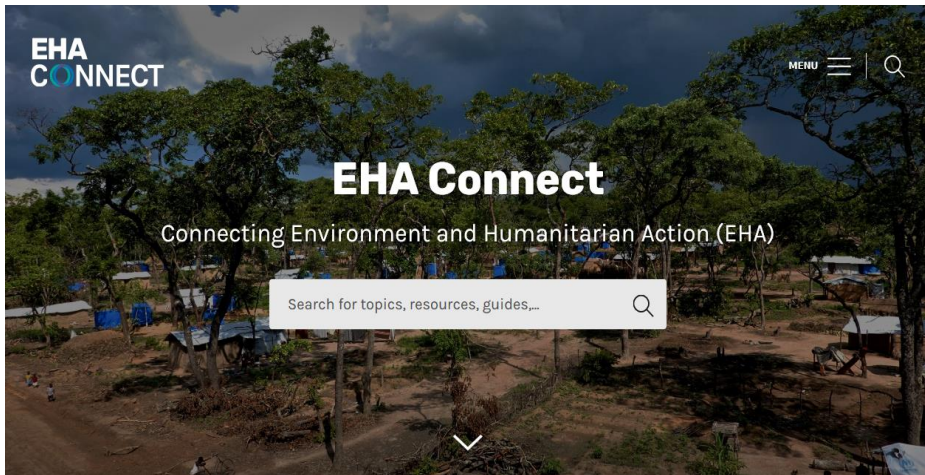 EHA
CONNECT
MENU
EHA Connect
Connecting Environment and Humanitarian Action (EHA)
Search for topics, resources, guides,...